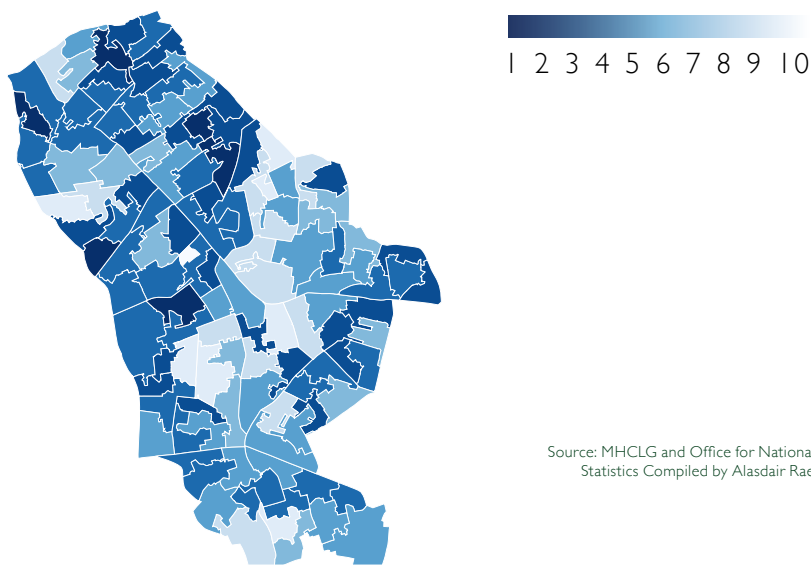 1 2 3 4 5 6 7 8 9 10
Source: MHCLG and Office for Nationa
Statistics Compiled by Alasdair Rae